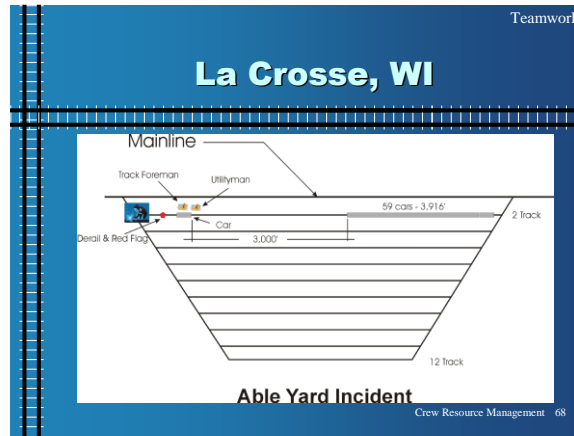 Teamwork
La Crosse, WI
Mainline
Track Foreman
Utilityman
59 cars - 3,916'
2 Track
Car
Derail & Red Flag
3,000'
12 Track
Able Yard Incident
Crew Resource Management 68